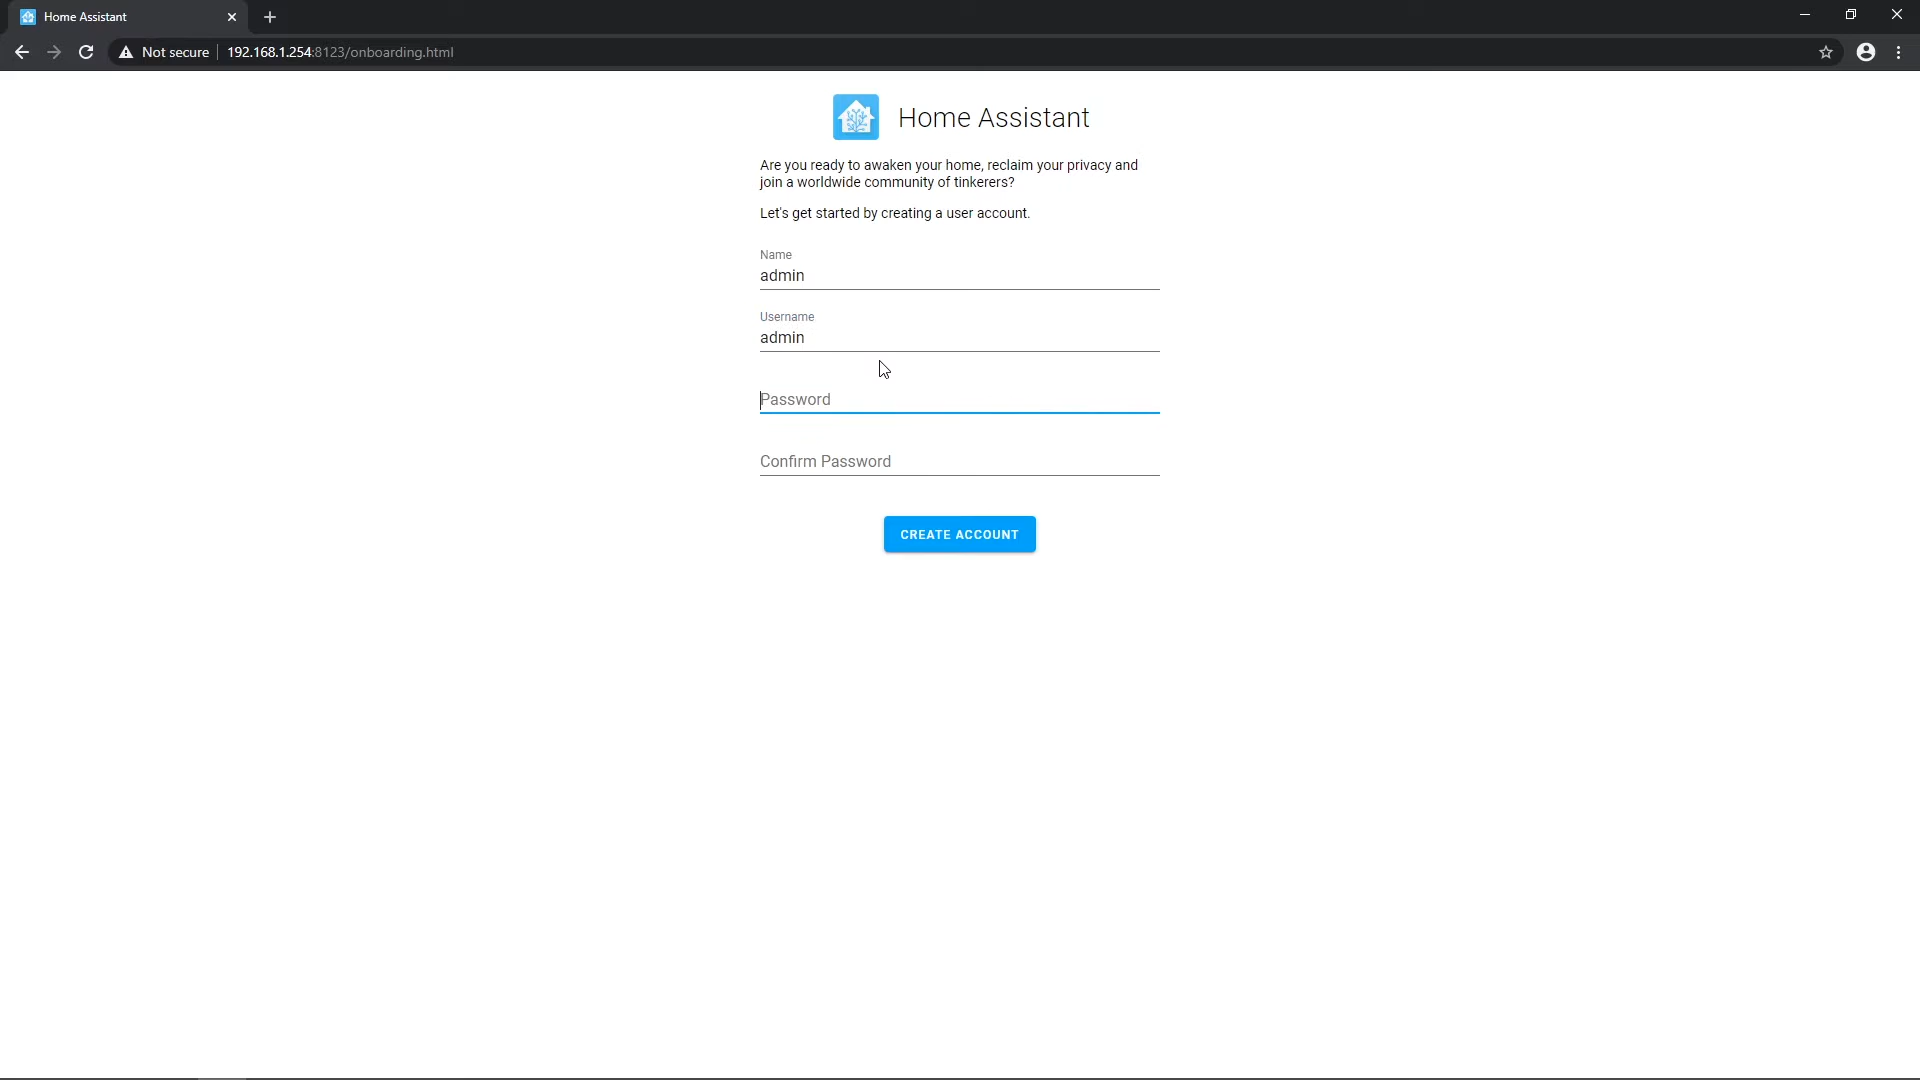 Home Assistant
Not secure
192.168.1.254:8123/onboarding.html
Home Assistant
Are you ready to awaken your home, reclaim your privacy and
join a worldwide community of tinkerers?
Let's get started by creating a user account.
Name
admin
Username
admin
Password
Confirm Password
CREATE ACCOUNT